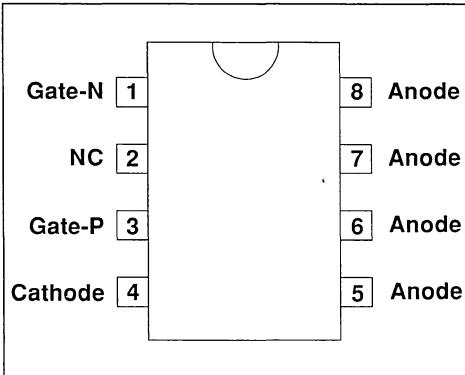 Gate-N 1 8 Anode
NC 2 7 Anode
Gate-P 3 6 Anode
Cathode 4 5 Anode